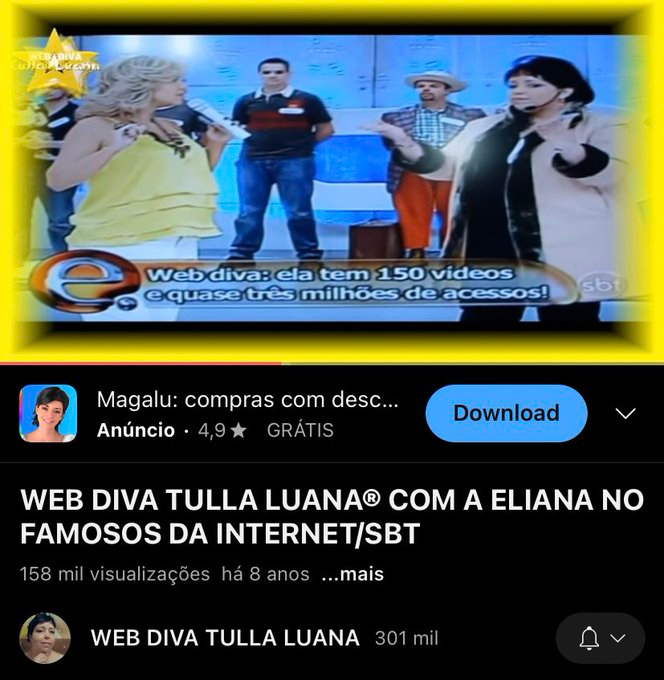 WEB DIVA
Tulla Luana
Web diva: ela tem 150 vídeos
e quase três milhões de acessos!
e
sbt
Magalu: compras com desc...
Download
Anúncio · 4,9★ GRÁTIS
WEB DIVA TULLA LUANA® COM A ELIANA NO
FAMOSOS DA INTERNET/SBT
158 mil visualizações há 8 anos ...mais
WEB DIVA TULLA LUANA 301 mil